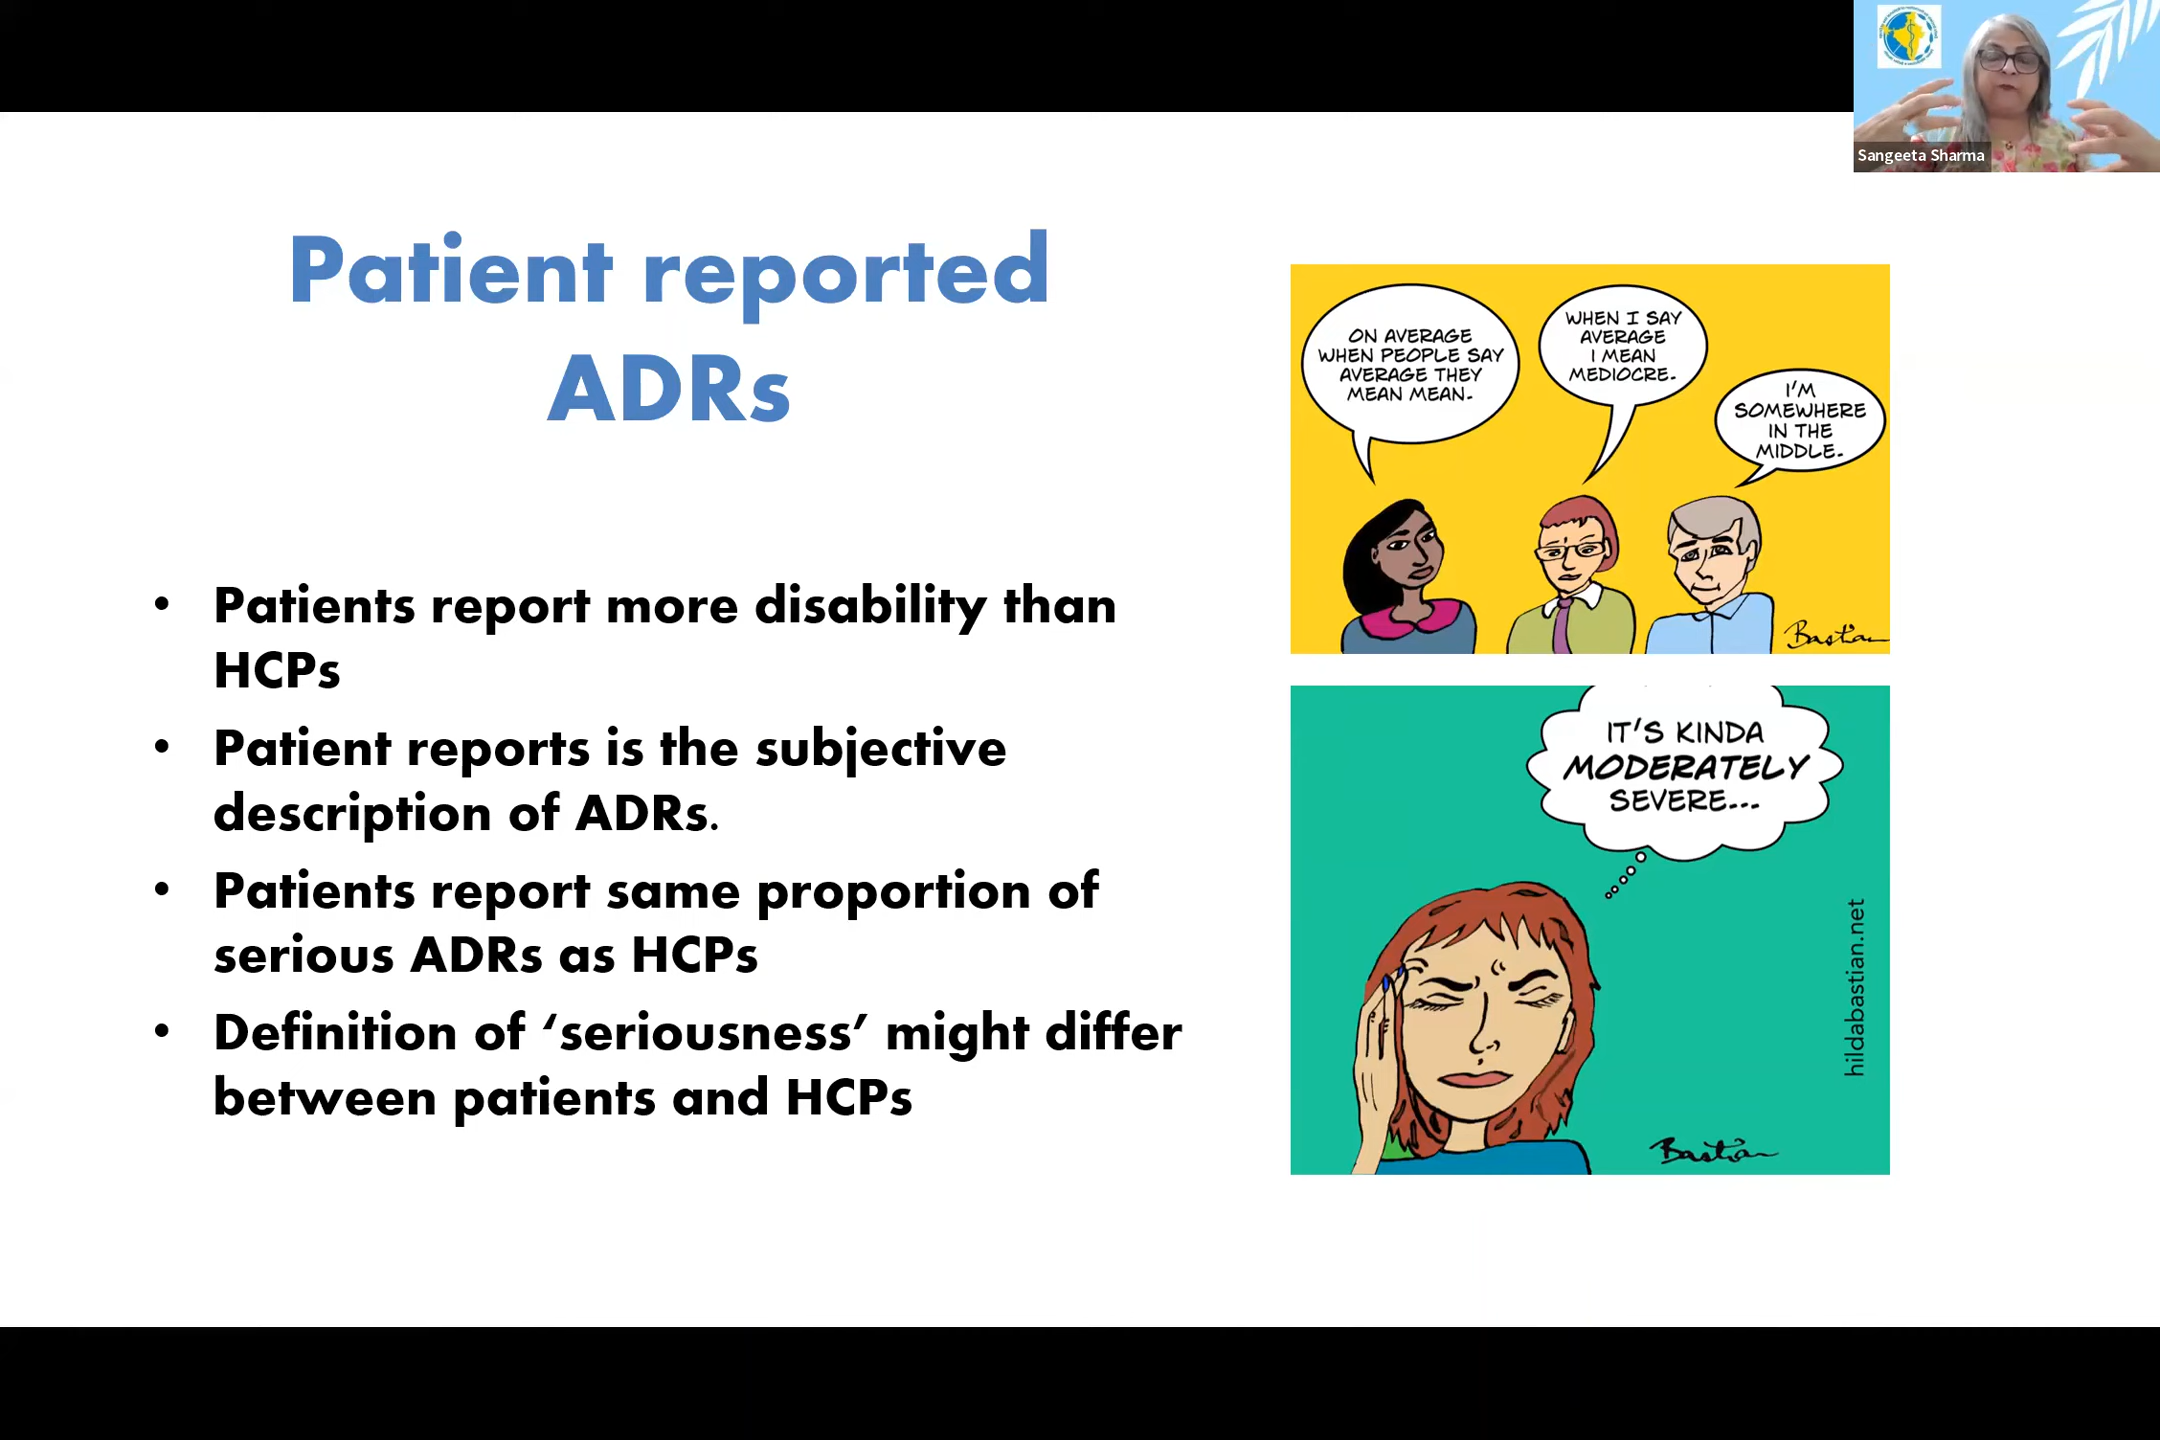 Sangeeta Sharma
Patient reported
ADRs
• Patients report more disability than
HCPs
• Patient reports is the subjective
description of ADRs.
• Patients report same proportion of
serious ADRs as HCPs
• Definition of ‘seriousness’ might differ
between patients and HCPs
ON AVERAGE
WHEN PEOPLE SAY
AVERAGE THEY
MEAN MEAN.
WHEN I SAY
AVERAGE
I MEAN
MEDIOCRE.
I'M
SOMEWHERE
IN THE
MIDDLE.
Bastian
IT'S KINDA
MODERATELY
SEVERE...
hildabastian.net
Bastian